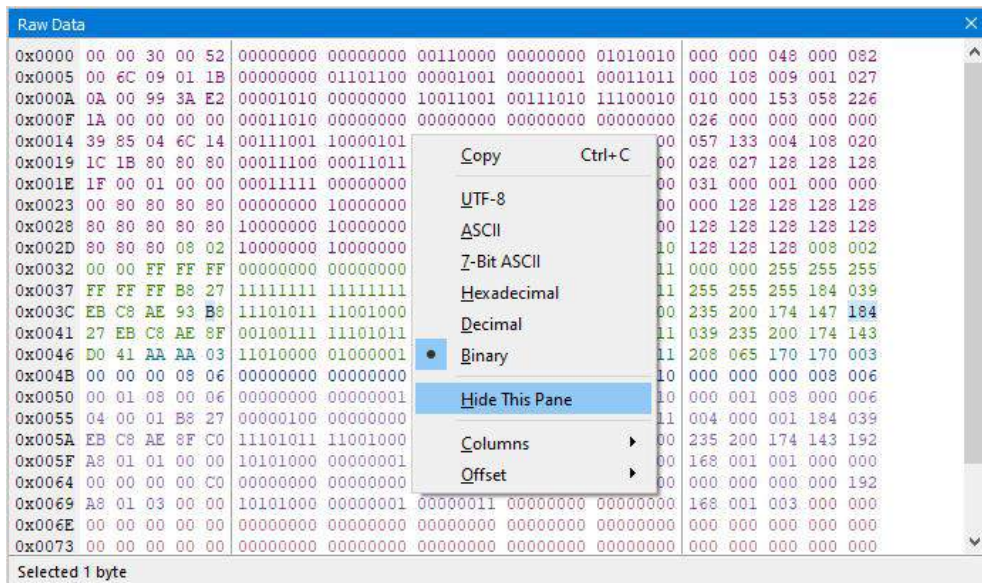 Raw Data
0x0000 00 00 30 00 52 00000000 00000000 00110000 00000000 01010010 000 000 048 000 082
0x0005 00 6C 09 01 1B 00000000 01101100 00001001 00000001 00011011 000 108 009 001 027
0x000A 0A 00 99 3A E2 00001010 00000000 10011001 00111010 11100010 010 000 153 058 226
0x000F 1A 00 00 00 00 00011010 00000000 00000000 00000000 00000000 026 000 000 000 000
0x0014 39 85 04 6C 14 00111001 10000101 00 057 133 004 108 020
0x0019 1C 1B 80 80 80 00011100 00011011 00 028 027 128 128 128
0x001E 1F 00 01 00 00 00011111 00000000 00 031 000 001 000 000
0x0023 00 80 80 80 80 00000000 10000000 00 000 128 128 128 128
0x0028 80 80 80 80 80 10000000 10000000 00 128 128 128 128 128
0x002D 80 80 80 08 02 10000000 10000000 10 128 128 128 008 002
0x0032 00 00 FF FF FF 00000000 00000000 11 000 000 255 255 255
0x0037 FF FF FF B8 27 11111111 11111111 11 255 255 255 184 039
0x003C EB C8 AE 93 B8 11101011 11001000 00 235 200 174 147 184
0x0041 27 EB C8 AE 8F 00100111 11101011 11 039 235 200 174 143
0x0046 D0 41 AA AA 03 11010000 01000001 11 208 065 170 170 003
0x004B 00 00 00 08 06 00000000 00000000 10 000 000 000 008 006
0x0050 00 01 08 00 06 00000000 00000001 10 000 001 008 000 006
0x0055 04 00 01 B8 27 00000100 00000000 11 004 000 001 184 039
0x005A EB C8 AE 8F C0 11101011 11001000 00 235 200 174 143 192
0x005F A8 01 01 00 00 10101000 00000001 00 168 001 001 000 000
0x0064 00 00 00 00 C0 00000000 00000000 00 000 000 000 000 192
0x0069 A8 01 03 00 00 10101000 00000001 00000011 00000000 00000000 168 001 003 000 000
0x006E 00 00 00 00 00 00000000 00000000 00000000 00000000 00000000 000 000 000 000 000
0x0073 00 00 00 00 00 00000000 00000000 00000000 00000000 00000000 000 000 000 000 000
Copy Ctrl+C
UTF-8
ASCII
7-Bit ASCII
Hexadecimal
Decimal
Binary
Hide This Pane
Columns
Offset
Selected 1 byte